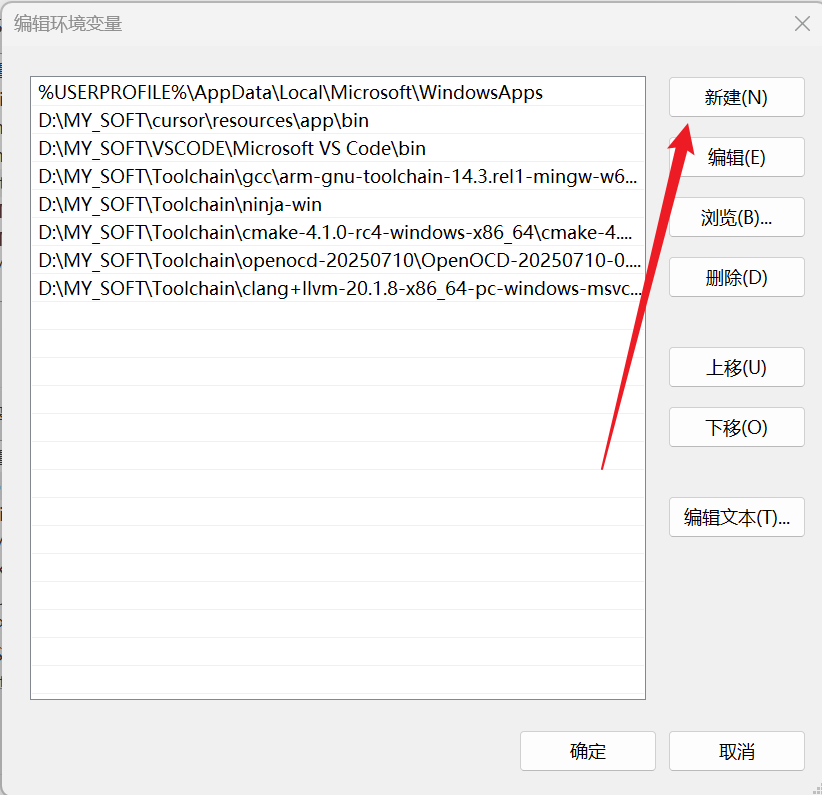 编辑环境变量
%USERPROFILE%\AppData\Local\Microsoft\WindowsApps
D:\MY_SOFT\cursor\resources\app\bin
D:\MY_SOFT\VSCODE\Microsoft VS Code\bin
D:\MY_SOFT\Toolchain\gcc\arm-gnu-toolchain-14.3.rel1-mingw-w6...
D:\MY_SOFT\Toolchain\ninja-win
D:\MY_SOFT\Toolchain\cmake-4.1.0-rc4-windows-x86_64\cmake-4....
D:\MY_SOFT\Toolchain\openocd-20250710\OpenOCD-20250710-0....
D:\MY_SOFT\Toolchain\clang+llvm-20.1.8-x86_64-pc-windows-msvc...
新建(N)
编辑(E)
浏览(B)...
删除(D)
上移(U)
下移(O)
编辑文本(T)...
确定
取消